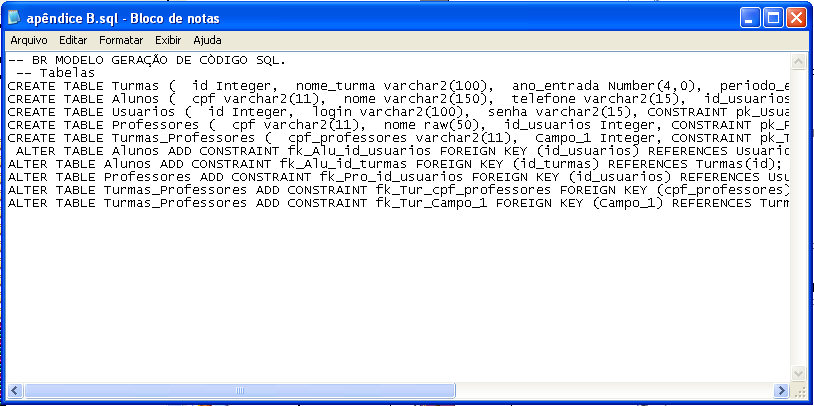 apêndice B.sql - Bloco de notas
Arquivo Editar Formatar Exibir Ajuda
-- BR MODELO GERAÇÃO DE CÒDIGO SQL.
-- Tabelas
CREATE TABLE Turmas (  id Integer,  nome_turma varchar2(100),  ano_entrada Number(4,0),  periodo_e
CREATE TABLE Alunos (  cpf varchar2(11),  nome varchar2(150),  telefone varchar2(15),  id_usuarios
CREATE TABLE Usuarios (  id Integer,  login varchar2(100),  senha varchar2(15), CONSTRAINT pk_Usu
CREATE TABLE Professores (  cpf varchar2(11),  nome raw(50),  id_usuarios Integer, CONSTRAINT pk_P
CREATE TABLE Turmas_Professores (  cpf_professores varchar2(11),  Campo_1 Integer, CONSTRAINT pk_T
ALTER TABLE Alunos ADD CONSTRAINT fk_Alu_id_usuarios FOREIGN KEY (id_usuarios) REFERENCES Usuario
ALTER TABLE Alunos ADD CONSTRAINT fk_Alu_id_turmas FOREIGN KEY (id_turmas) REFERENCES Turmas(id);
ALTER TABLE Professores ADD CONSTRAINT fk_Pro_id_usuarios FOREIGN KEY (id_usuarios) REFERENCES Usu
ALTER TABLE Turmas_Professores ADD CONSTRAINT fk_Tur_cpf_professores FOREIGN KEY (cpf_professores)
ALTER TABLE Turmas_Professores ADD CONSTRAINT fk_Tur_Campo_1 FOREIGN KEY (Campo_1) REFERENCES Turm